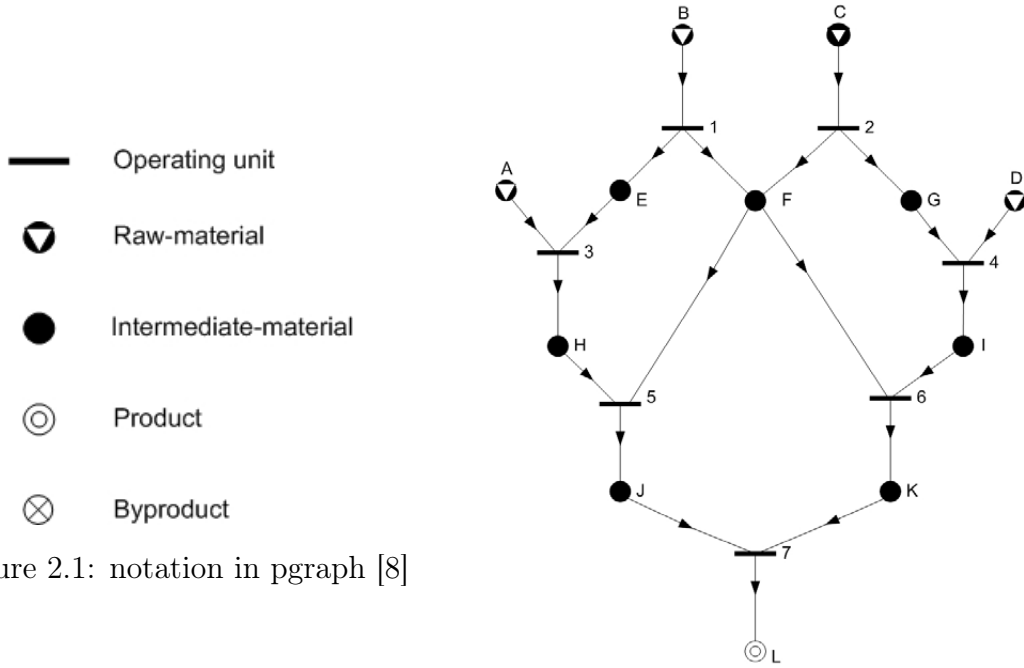 Operating unit
Raw-material
Intermediate-material
Product
Byproduct
ure 2.1: notation in pgraph [8]
B
C
1
2
A
E
F
G
D
3
4
H
I
5
6
J
K
7
L